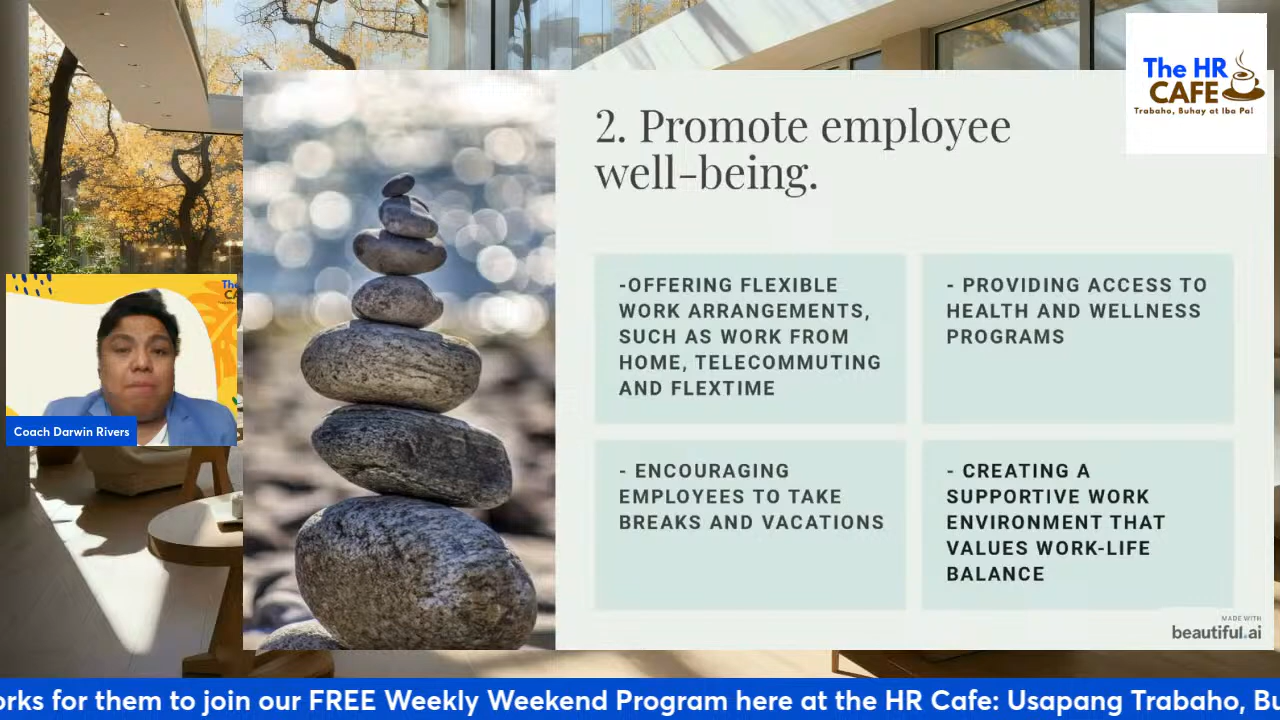 The HR
CAFE
Trabaho, Buhay at Iba Pa!
2. Promote employee
well-being.
-OFFERING FLEXIBLE
WORK ARRANGEMENTS,
SUCH AS WORK FROM
HOME, TELECOMMUTING
AND FLEXTIME
- PROVIDING ACCESS TO
HEALTH AND WELLNESS
PROGRAMS
- ENCOURAGING
EMPLOYEES TO TAKE
BREAKS AND VACATIONS
- CREATING A
SUPPORTIVE WORK
ENVIRONMENT THAT
VALUES WORK-LIFE
BALANCE
The
CA
Coach Darwin Rivers
MADE WITH
beautiful.ai
for them to join our FREE Weekly Weekend Program here at the HR Cafe: Usapang Trabaho,